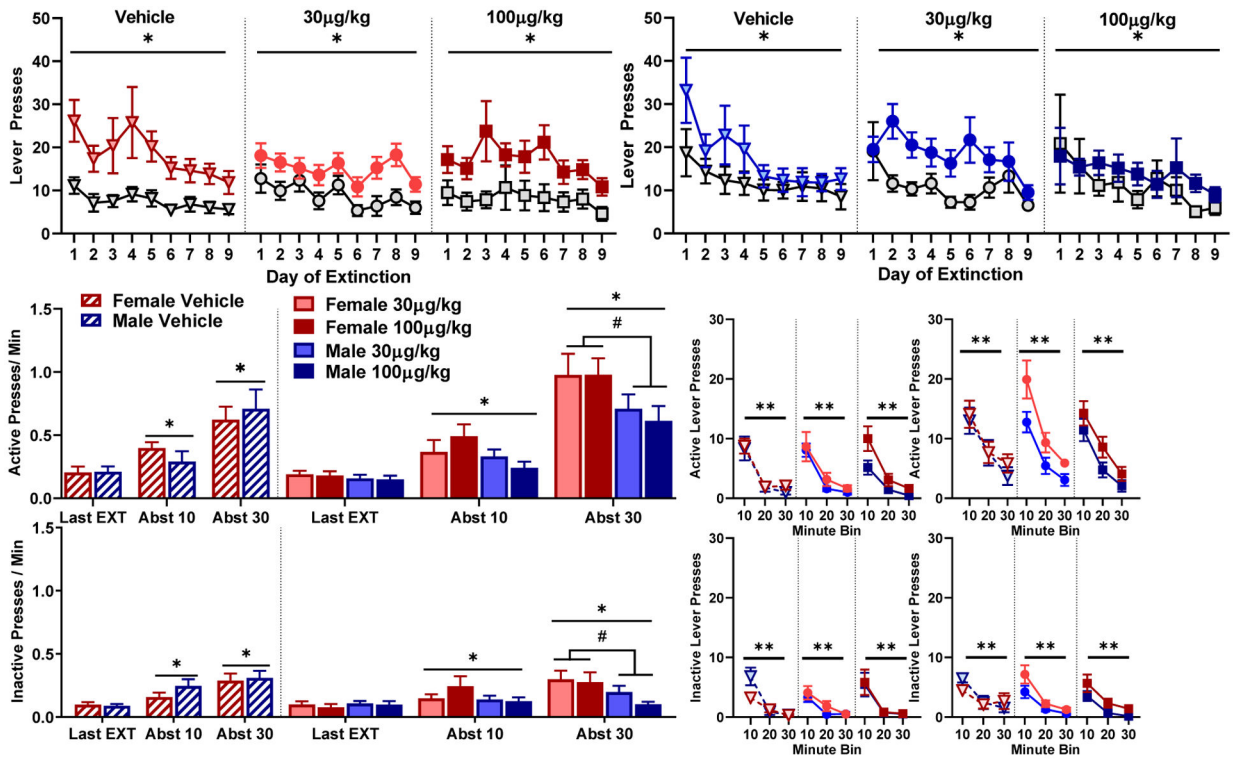 Vehicle 30µg/kg 100µg/kg
* * *
50
40
30
20
10
0
Lever Presses
1 2 3 4 5 6 7 8 9 1 2 3 4 5 6 7 8 9 1 2 3 4 5 6 7 8 9
Day of Extinction
Vehicle 30µg/kg 100µg/kg
* * *
50
40
30
20
10
0
Lever Presses
1 2 3 4 5 6 7 8 9 1 2 3 4 5 6 7 8 9 1 2 3 4 5 6 7 8 9
Day of Extinction
Female Vehicle
Male Vehicle
Female 30µg/kg
Female 100µg/kg
Male 30µg/kg
Male 100µg/kg
1.5
1.0
0.5
0.0
Active Presses/ Min
* * * * #
Last EXT Abst 10 Abst 30 Last EXT Abst 10 Abst 30
30
20
10
0
Active Lever Presses
** ** **
10 20 30 10 20 30 10 20 30
Minute Bin
30
20
10
0
Active Lever Presses
** ** **
10 20 30 10 20 30 10 20 30
Minute Bin
1.5
1.0
0.5
0.0
Inactive Presses / Min
* * * * #
Last EXT Abst 10 Abst 30 Last EXT Abst 10 Abst 30
30
20
10
0
Inactive Lever Presses
** ** **
10 20 30 10 20 30 10 20 30
Minute Bin
30
20
10
0
Inactive Lever Presses
** ** **
10 20 30 10 20 30 10 20 30
Minute Bin